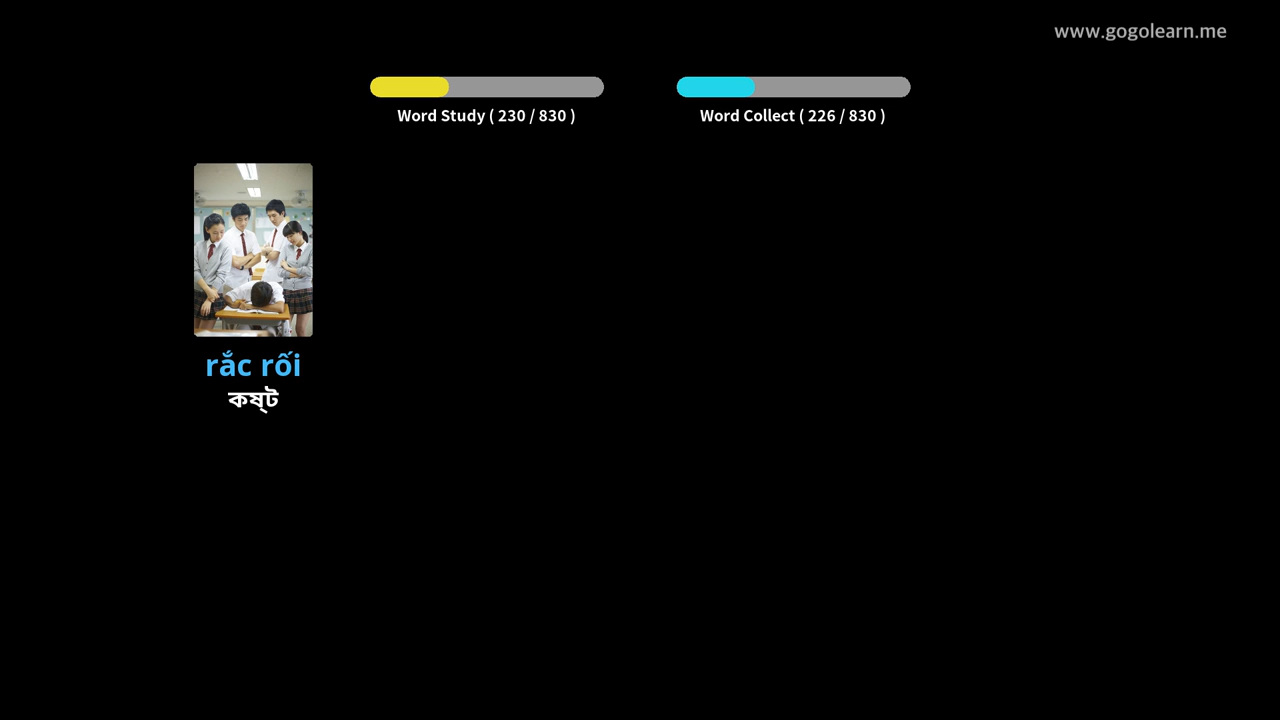 www.gogolearn.me
Word Study ( 230 / 830 )
Word Collect ( 226 / 830 )
rắc rối
কষ্ট